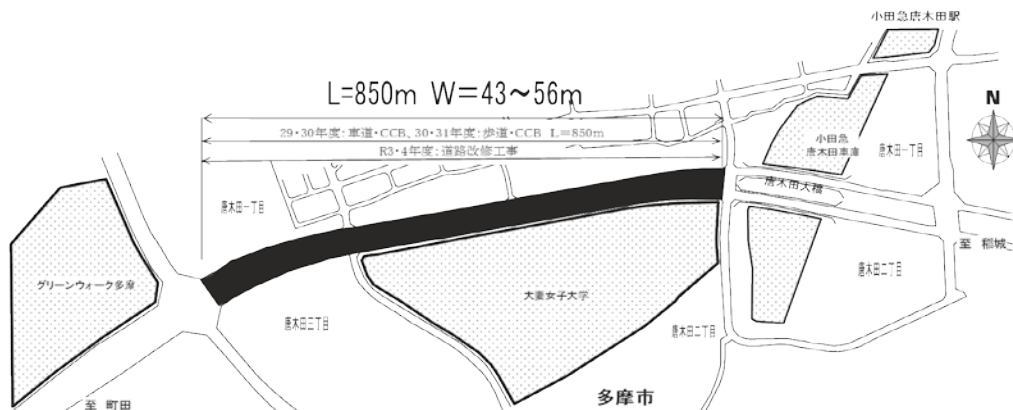 小田急唐木田駅
L=850m W=43～56m
N
29・30年度:車道・CCB、30・31年度:歩道・CCB L=850m
小田急
唐木田車庫
唐木田一丁目
R3・4年度:道路改修工事
唐木田大橋
唐木田一丁目
至 稲城
唐木田二丁目
グリーンウォーク多摩
大妻女子大学
唐木田三丁目
唐木田二丁目
多摩市
至 町田